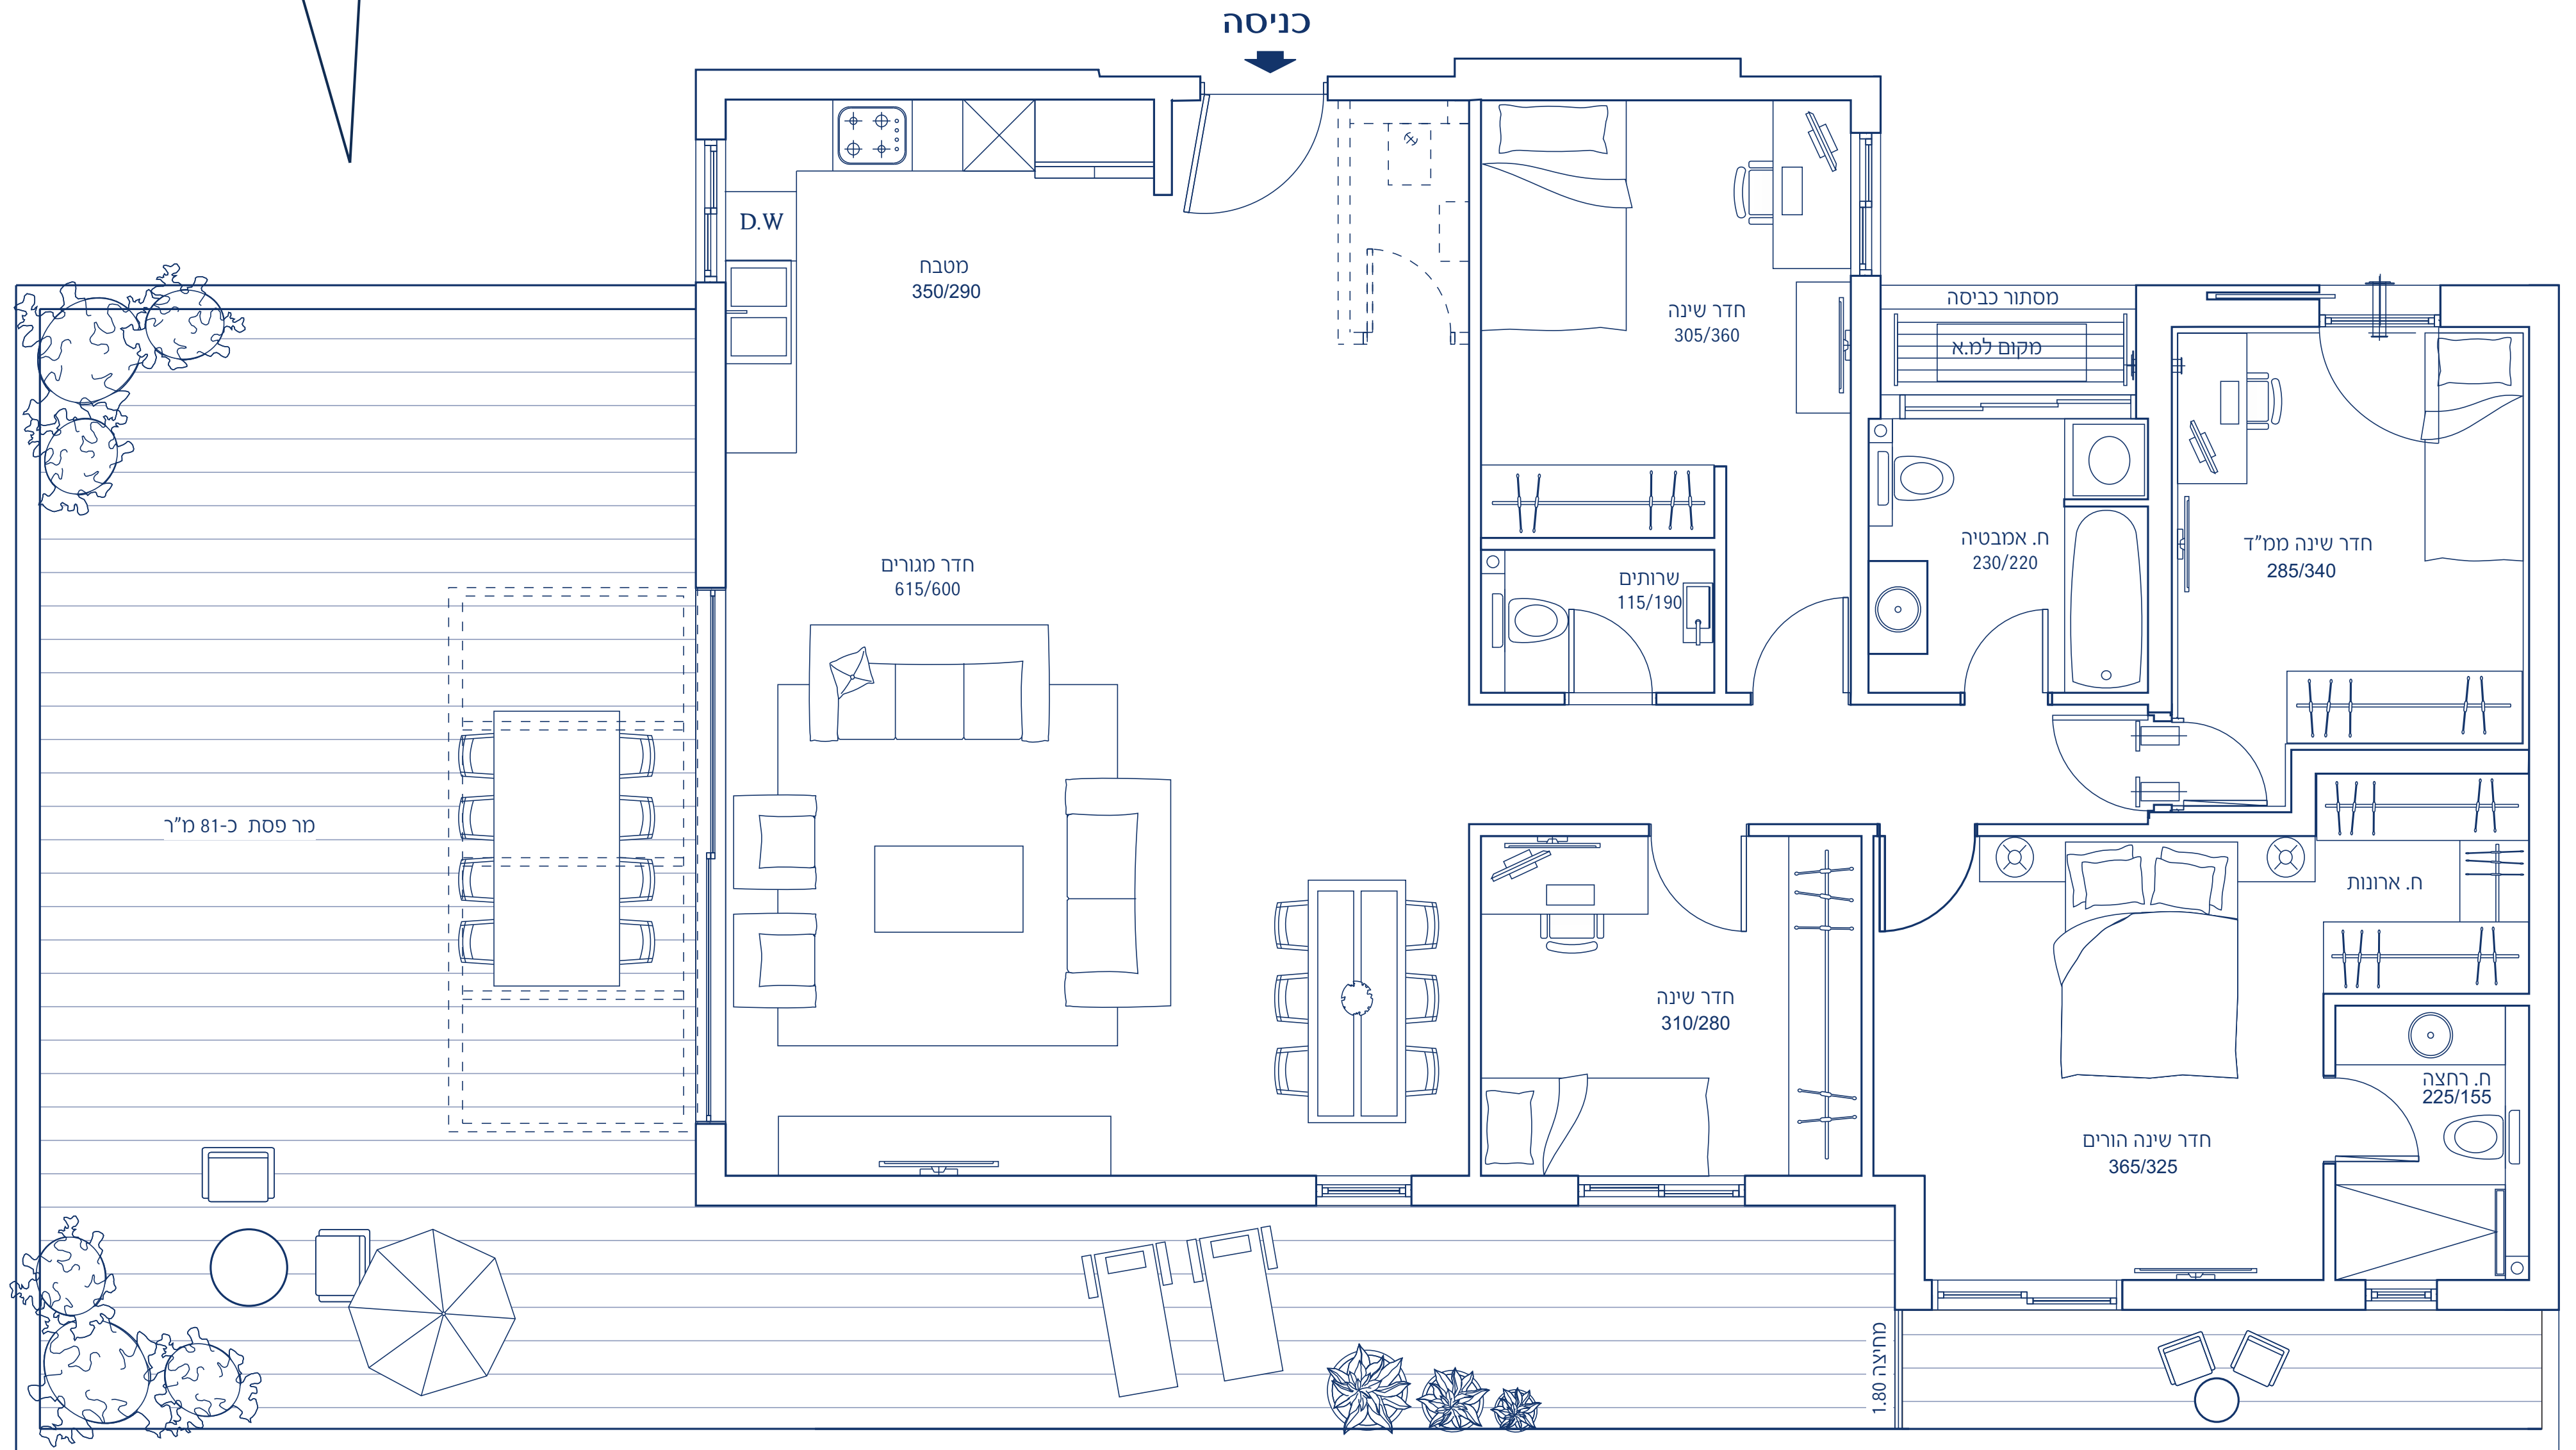 כניסה
D.W
מטבח
350/290
חדר שינה
305/360
מסתור כביסה
מקום למ.א
חדר מגורים
615/600
שרותים
115/190
ח. אמבטיה
230/220
חדר שינה ממ"ד
285/340
מר פסת כ-81 מ"ר
ח. ארונות
חדר שינה
310/280
ח. רחצה
225/155
חדר שינה הורים
365/325
מחיצה 1.80